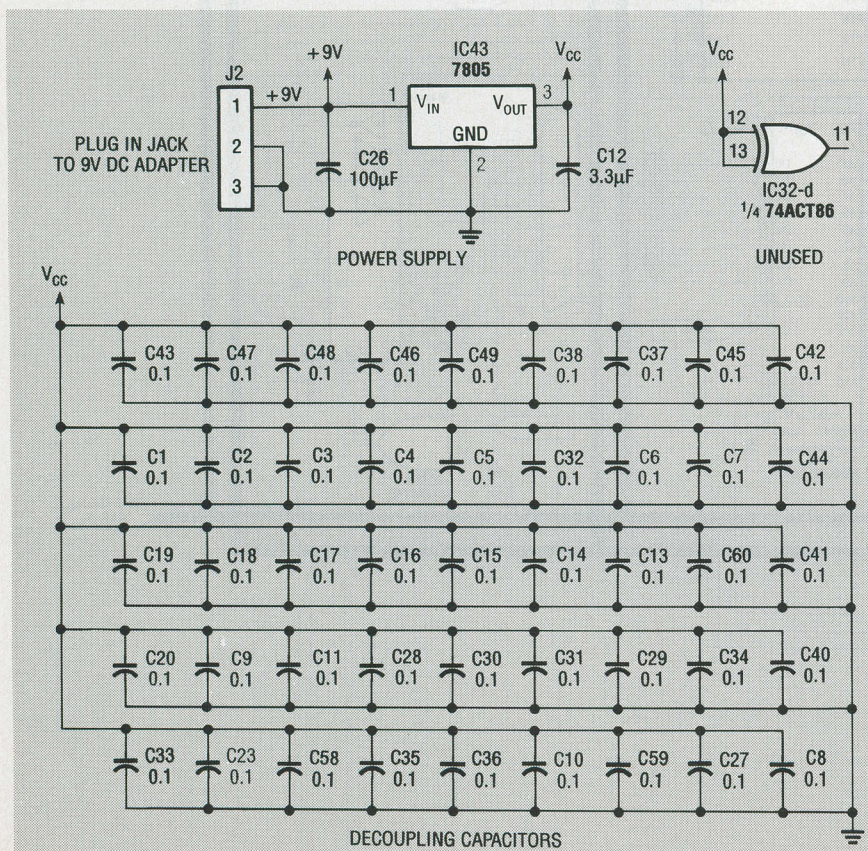 +9V
IC43
7805
V_CC
V_CC
J2
1
+9V
1
V_IN
V_OUT
3
GND
2
2
3
PLUG IN JACK
TO 9V DC ADAPTER
C26
100µF
C12
3.3µF
12
13
11
IC32-d
1/4 74ACT86
POWER SUPPLY
UNUSED
V_CC
C43 C47 C48 C46 C49 C38 C37 C45 C42
0.1 0.1 0.1 0.1 0.1 0.1 0.1 0.1 0.1
C1 C2 C3 C4 C5 C32 C6 C7 C44
0.1 0.1 0.1 0.1 0.1 0.1 0.1 0.1 0.1
C19 C18 C17 C16 C15 C14 C13 C60 C41
0.1 0.1 0.1 0.1 0.1 0.1 0.1 0.1 0.1
C20 C9 C11 C28 C30 C31 C29 C34 C40
0.1 0.1 0.1 0.1 0.1 0.1 0.1 0.1 0.1
C33 C23 C58 C35 C36 C10 C59 C27 C8
0.1 0.1 0.1 0.1 0.1 0.1 0.1 0.1 0.1
DECOUPLING CAPACITORS